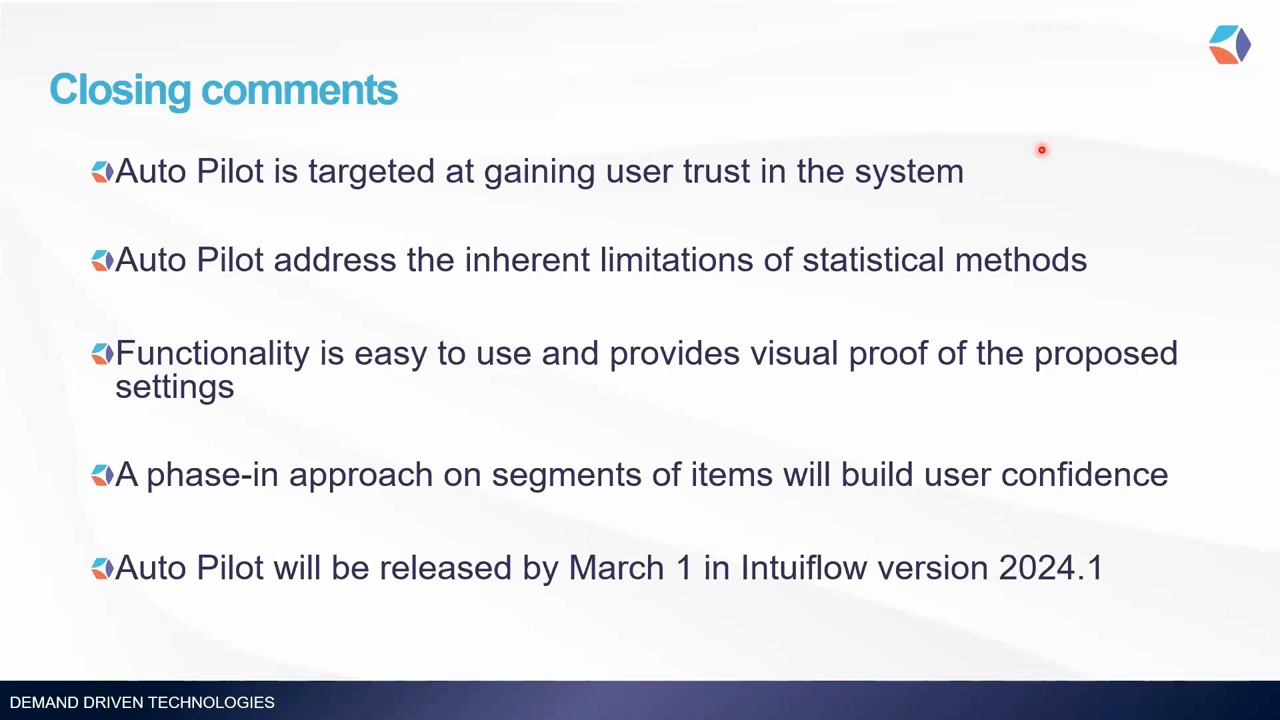 Closing comments
Auto Pilot is targeted at gaining user trust in the system
Auto Pilot address the inherent limitations of statistical methods
Functionality is easy to use and provides visual proof of the proposed
settings
A phase-in approach on segments of items will build user confidence
Auto Pilot will be released by March 1 in Intuiflow version 2024.1
DEMAND DRIVEN TECHNOLOGIES